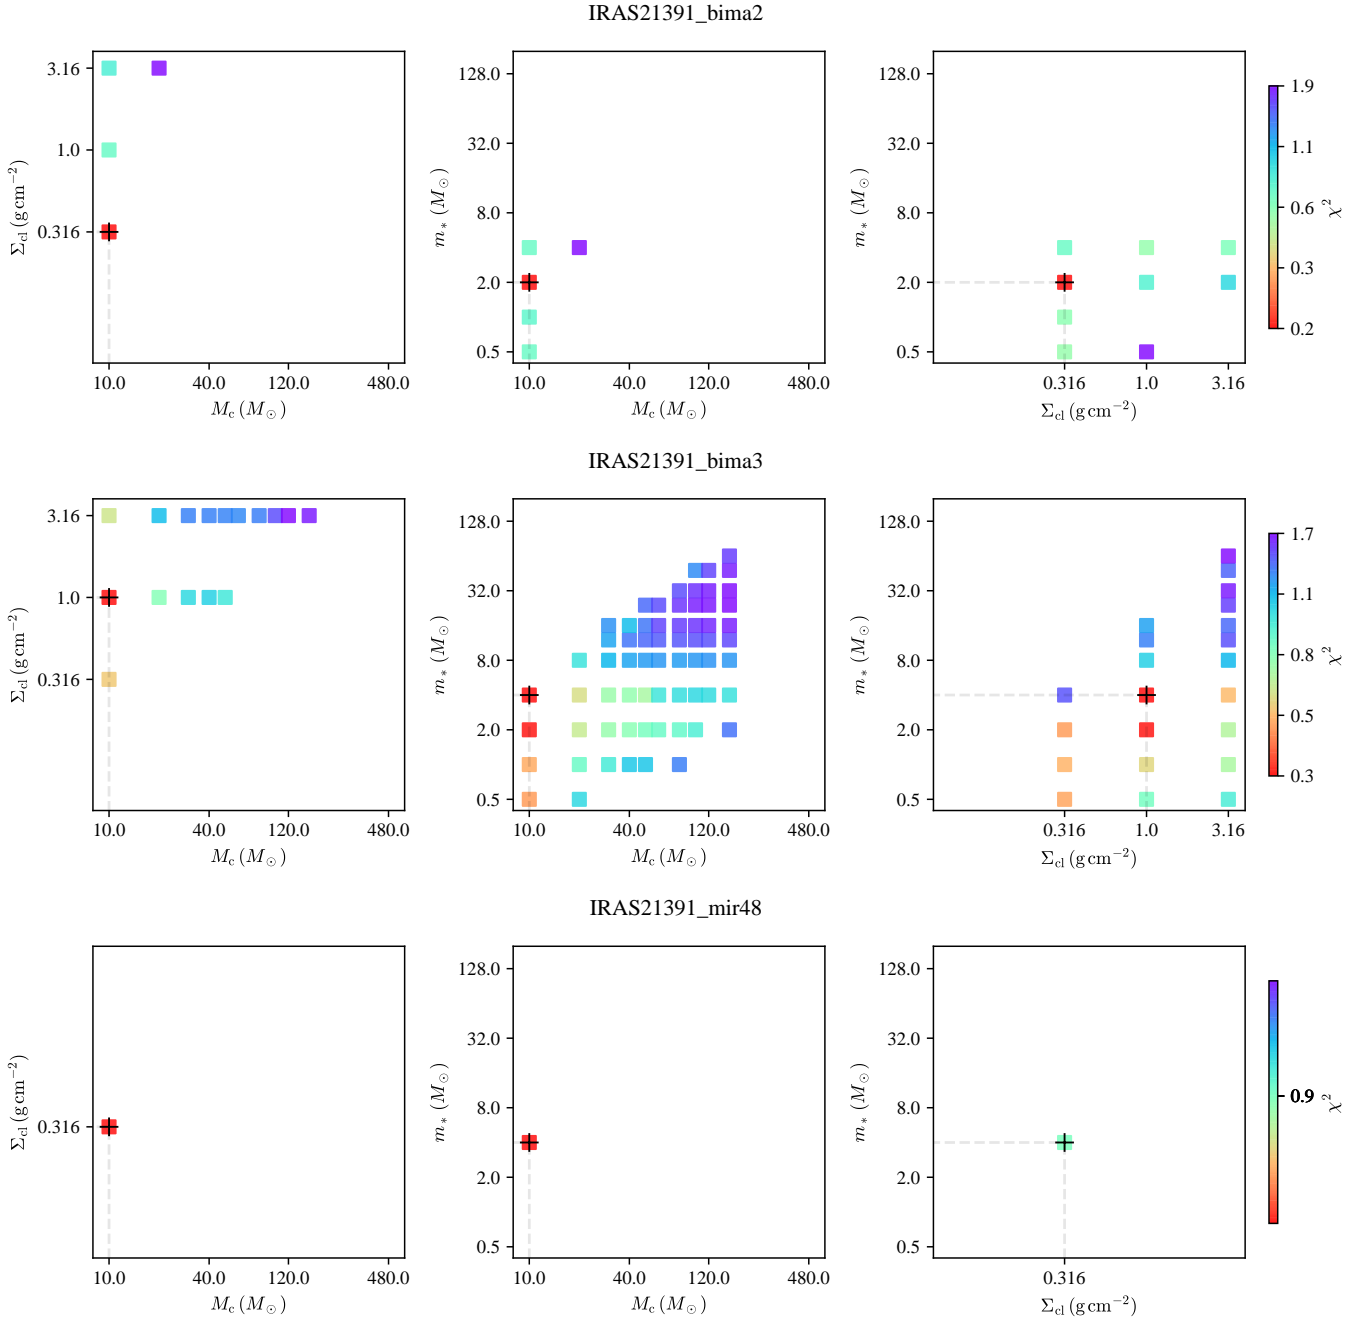 IRAS21391_bima2
3.16
1.0
0.316
Σcl (g cm−2)
10.0 40.0 120.0 480.0
Mc (M⊙)
128.0
32.0
8.0
2.0
0.5
m* (M⊙)
10.0 40.0 120.0 480.0
Mc (M⊙)
128.0
32.0
8.0
2.0
0.5
m* (M⊙)
0.316 1.0 3.16
Σcl (g cm−2)
1.9
1.1
0.6
0.3
0.2
χ2
IRAS21391_bima3
3.16
1.0
0.316
Σcl (g cm−2)
10.0 40.0 120.0 480.0
Mc (M⊙)
128.0
32.0
8.0
2.0
0.5
m* (M⊙)
10.0 40.0 120.0 480.0
Mc (M⊙)
128.0
32.0
8.0
2.0
0.5
m* (M⊙)
0.316 1.0 3.16
Σcl (g cm−2)
1.7
1.1
0.8
0.5
0.3
χ2
IRAS21391_mir48
0.316
Σcl (g cm−2)
10.0 40.0 120.0 480.0
Mc (M⊙)
128.0
32.0
8.0
2.0
0.5
m* (M⊙)
10.0 40.0 120.0 480.0
Mc (M⊙)
128.0
32.0
8.0
2.0
0.5
m* (M⊙)
0.316
Σcl (g cm−2)
0.9
χ2